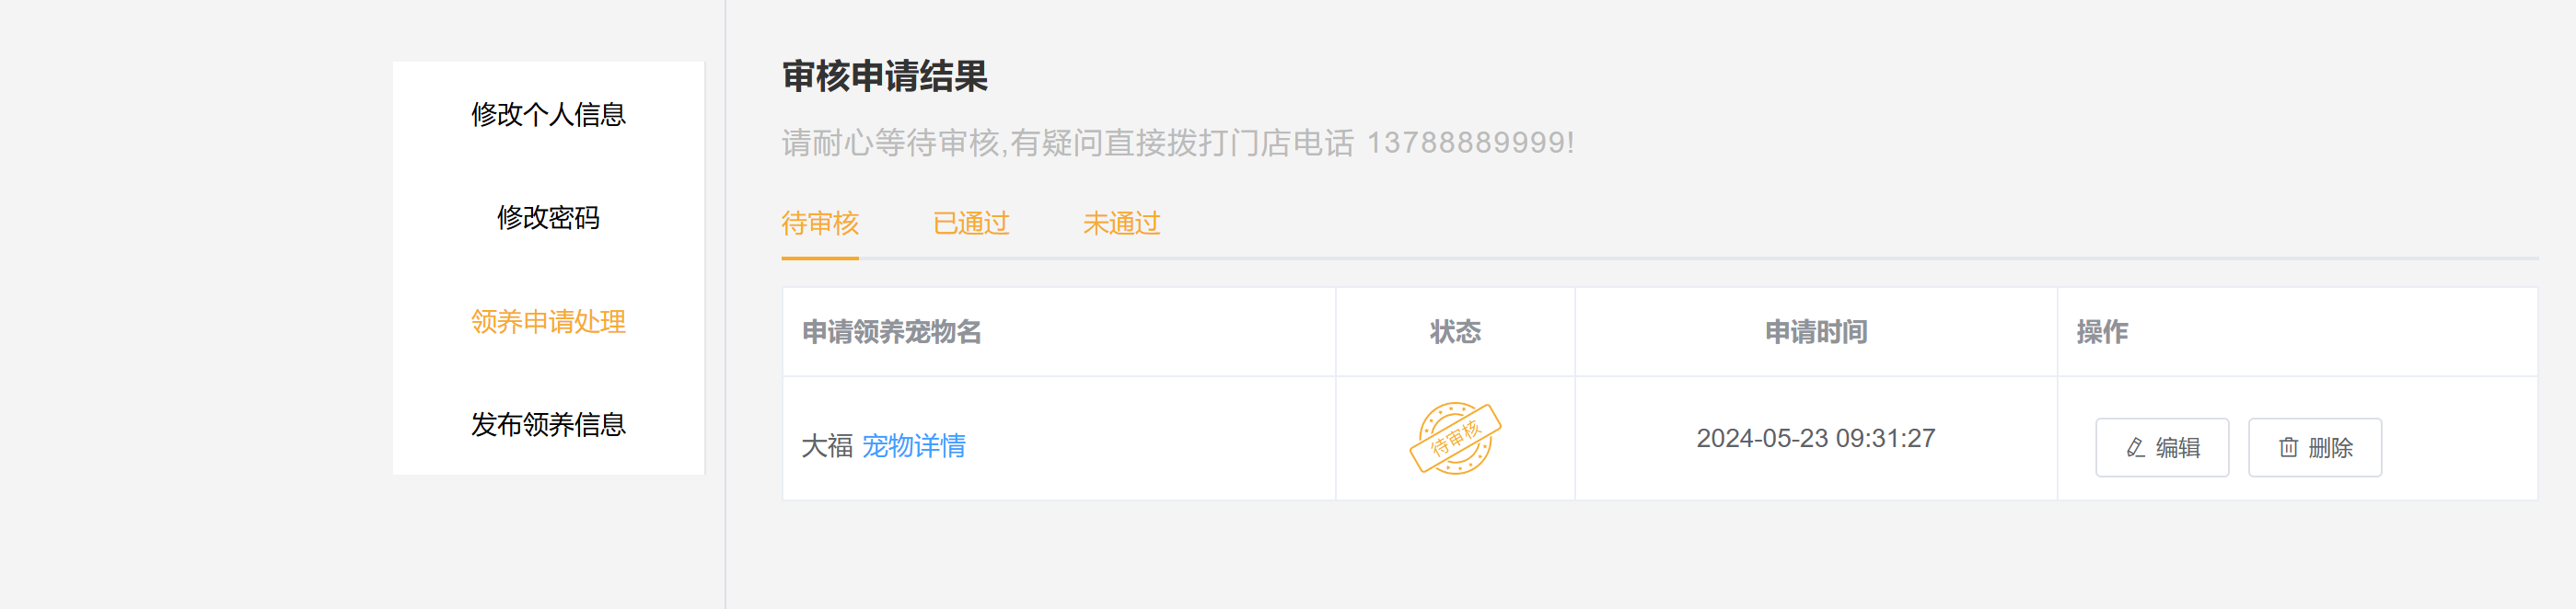 修改个人信息
修改密码
领养申请处理
发布领养信息
审核申请结果
请耐心等待审核,有疑问直接拨打门店电话 13788889999!
待审核 已通过 未通过
申请领养宠物名 状态 申请时间 操作
大福 宠物详情 待审核 2024-05-23 09:31:27 编辑 删除